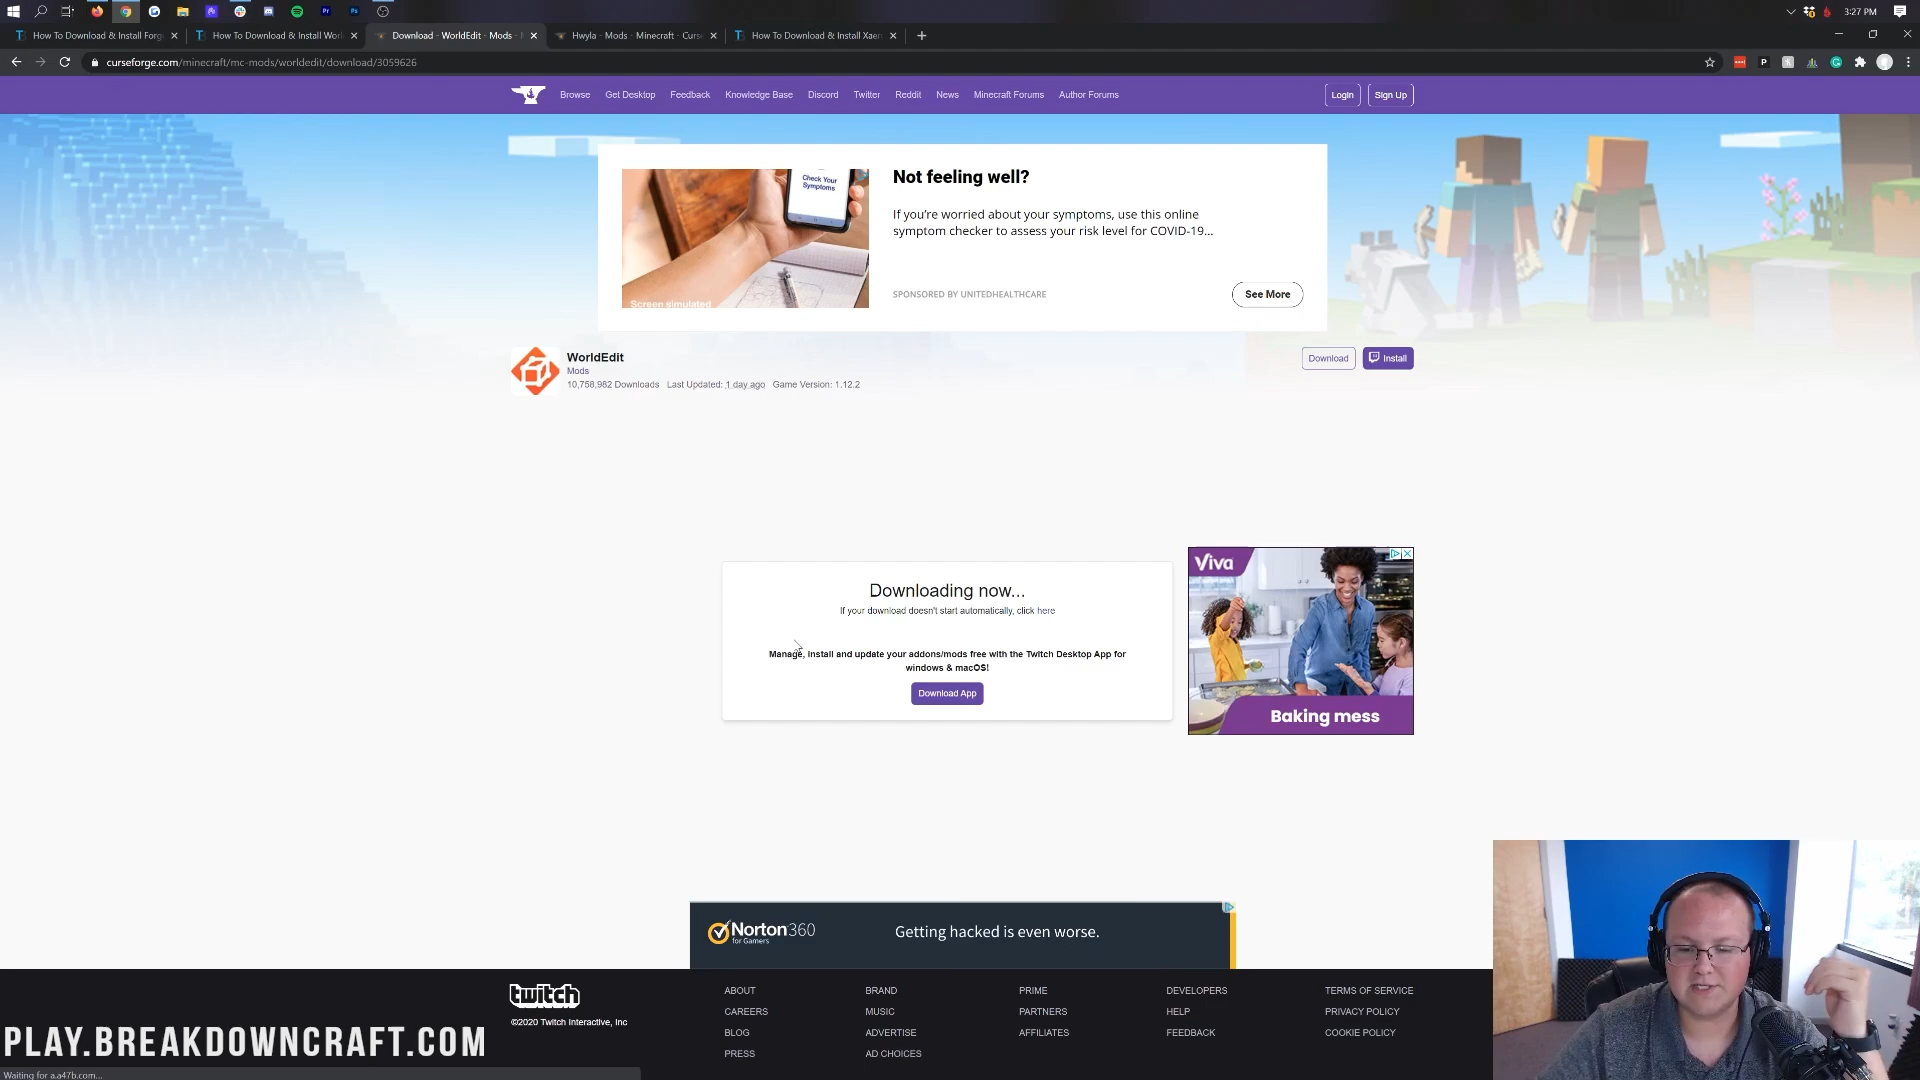 3:27 PM
How To Download & Install Forg
How To Download & Install Worl
Download - WorldEdit - Mods -
Hwyla - Mods - Minecraft - Curse
How To Download & Install Xaer
curseforge.com/minecraft/mc-mods/worldedit/download/3059626
Browse
Get Desktop
Feedback
Knowledge Base
Discord
Twitter
Reddit
News
Minecraft Forums
Author Forums
Login
Sign Up
Check Your
Symptoms
Screen simulated
Not feeling well?
If you're worried about your symptoms, use this online
symptom checker to assess your risk level for COVID-19...
SPONSORED BY UNITEDHEALTHCARE
See More
WorldEdit
Mods
10,758,982 Downloads Last Updated: 1 day ago Game Version: 1.12.2
Download
Install
Downloading now...
If your download doesn't start automatically, click here
Manage, install and update your addons/mods free with the Twitch Desktop App for
windows & macOS!
Download App
Viva
Baking mess
Norton360
for Gamers
Getting hacked is even worse.
twitch
©2020 Twitch Interactive, Inc
ABOUT
CAREERS
BLOG
PRESS
BRAND
MUSIC
ADVERTISE
AD CHOICES
PRIME
PARTNERS
AFFILIATES
DEVELOPERS
HELP
FEEDBACK
TERMS OF SERVICE
PRIVACY POLICY
COOKIE POLICY
PLAY.BREAKDOWNCRAFT.COM
Waiting for a.a47b.com...